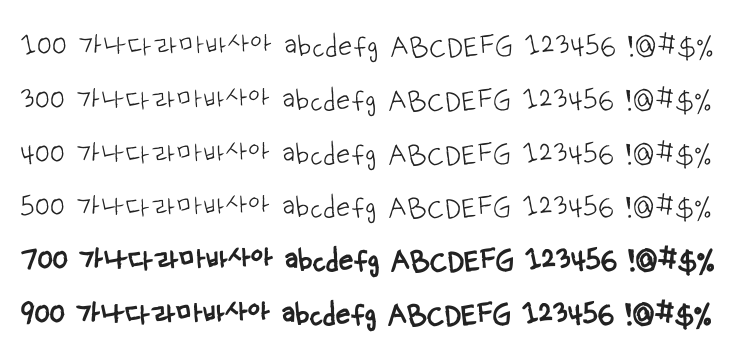 100 가나다라마바사아 abcdefg ABCDEFG 123456 !@#$%
300 가나다라마바사아 abcdefg ABCDEFG 123456 !@#$%
400 가나다라마바사아 abcdefg ABCDEFG 123456 !@#$%
500 가나다라마바사아 abcdefg ABCDEFG 123456 !@#$%
700 가나다라마바사아 abcdefg ABCDEFG 123456 !@#$%
900 가나다라마바사아 abcdefg ABCDEFG 123456 !@#$%